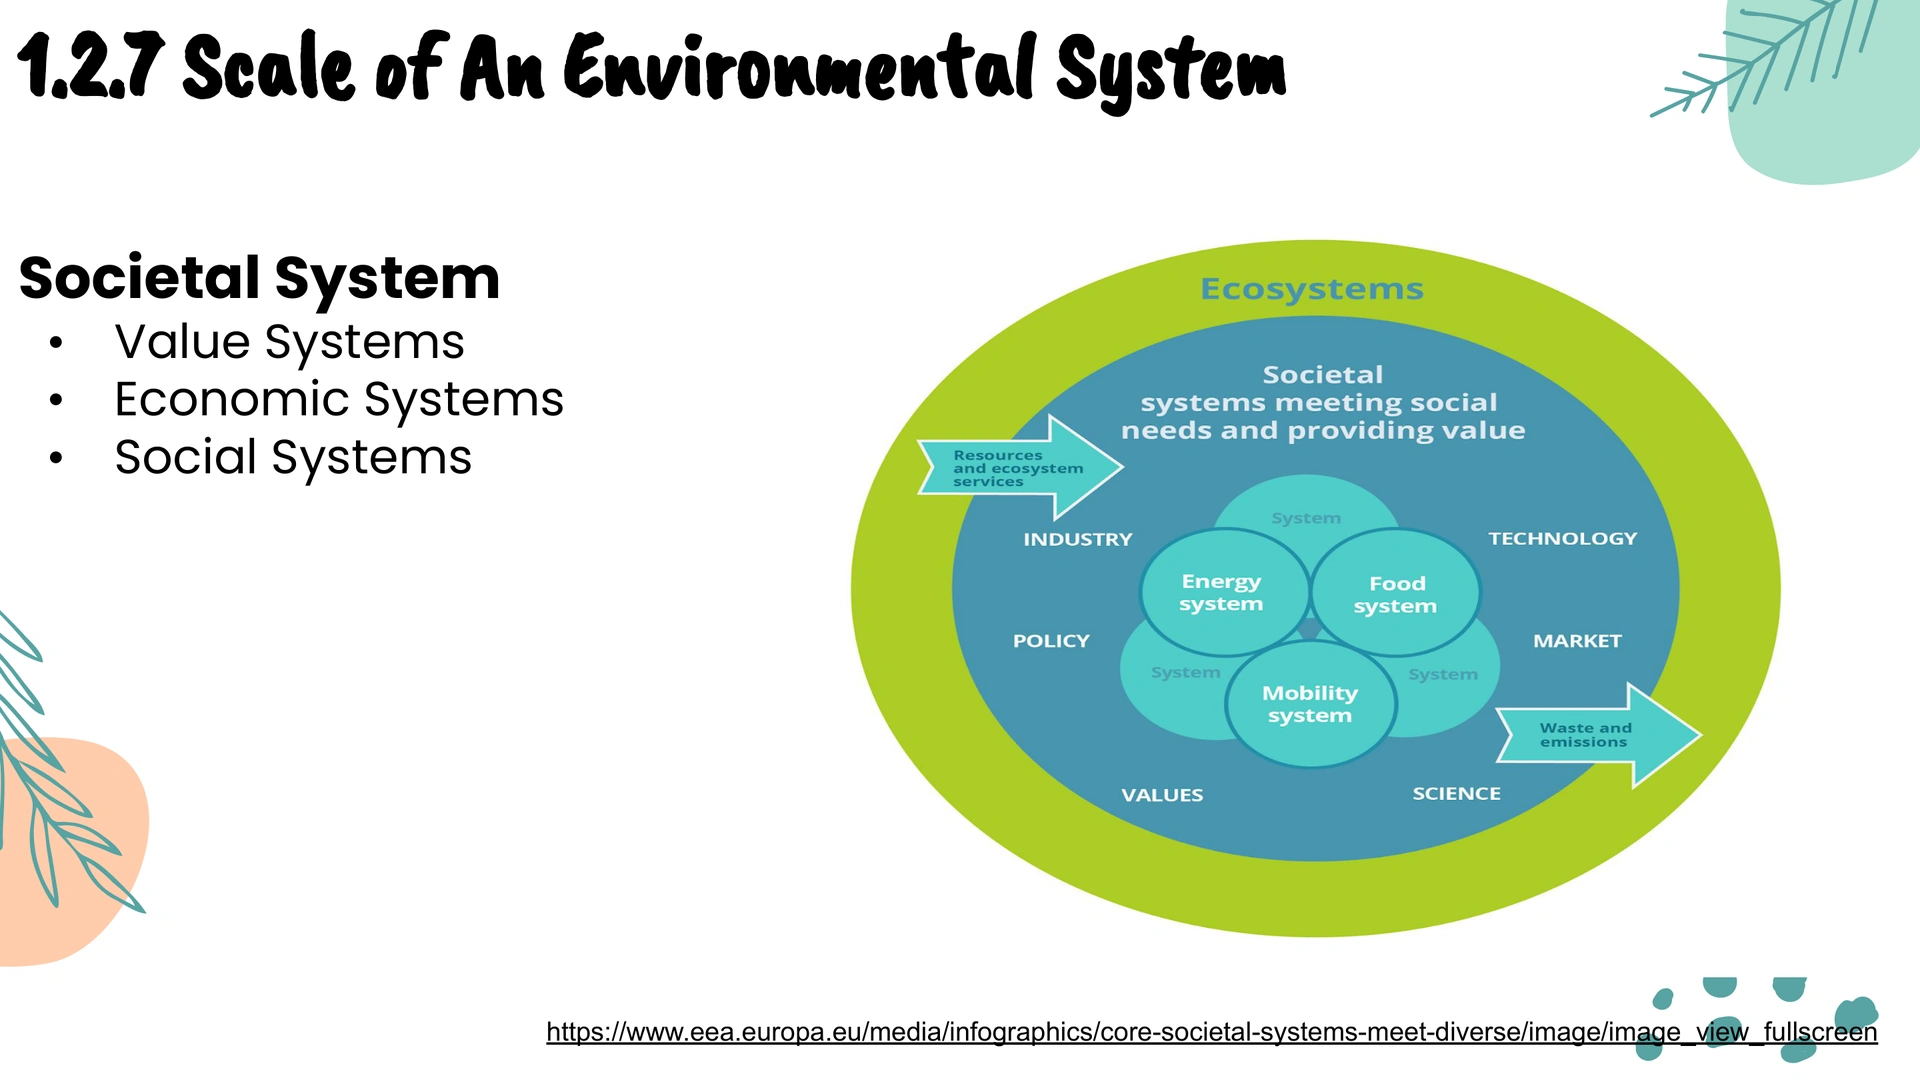 1.2.7 Scale of An Environmental System
Societal System
• Value Systems
• Economic Systems
• Social Systems
Ecosystems
Societal
systems meeting social
needs and providing value
Resources
and ecosystem
services
System
INDUSTRY
TECHNOLOGY
Energy
system
Food
system
POLICY
MARKET
System
System
Mobility
system
Waste and
emissions
VALUES
SCIENCE
https://www.eea.europa.eu/media/infographics/core-societal-systems-meet-diverse/image/image_view_fullscreen